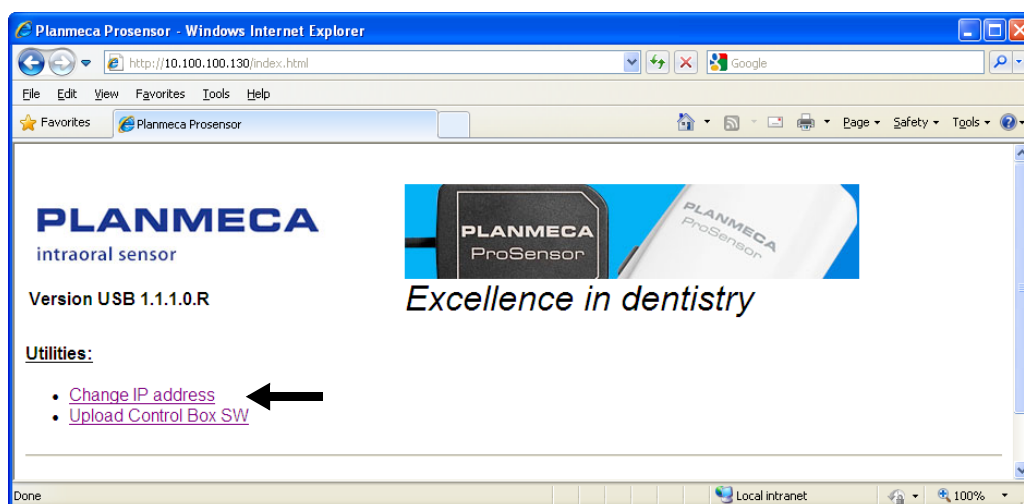 Planmeca Prosensor - Windows Internet Explorer
http://10.100.100.130/index.html
Google
File Edit View Favorites Tools Help
Favorites Planmeca Prosensor Page Safety Tools
PLANMECA
intraoral sensor
PLANMECA
ProSensor
PLANMECA
ProSensor
Version USB 1.1.1.0.R
Excellence in dentistry
Utilities:
• Change IP address
• Upload Control Box SW
Done Local intranet 100%